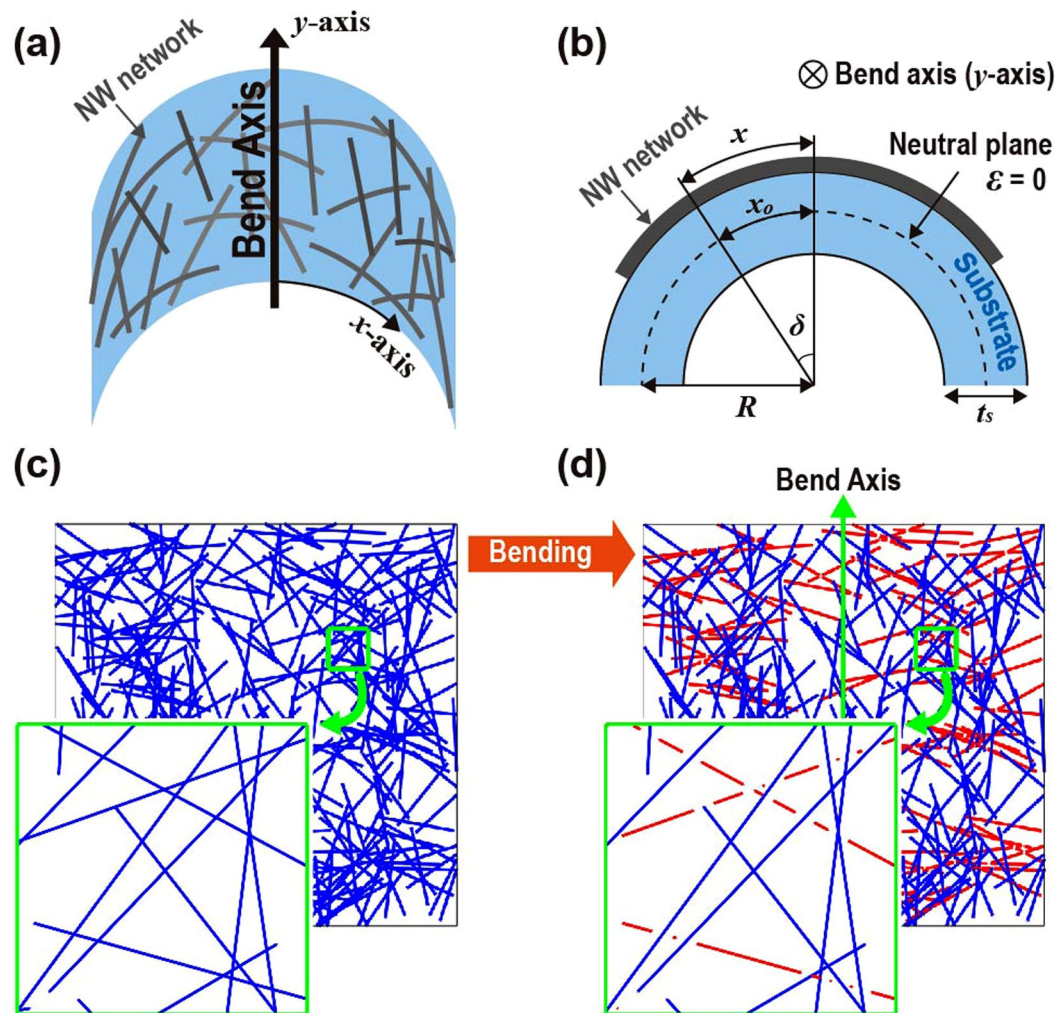 (a)
y-axis
NW network
Bend Axis
x-axis
(b)
⊗ Bend axis (y-axis)
NW network
x
Neutral plane
ε = 0
xo
Substrate
δ
R
ts
(c)
(d)
Bend Axis
Bending